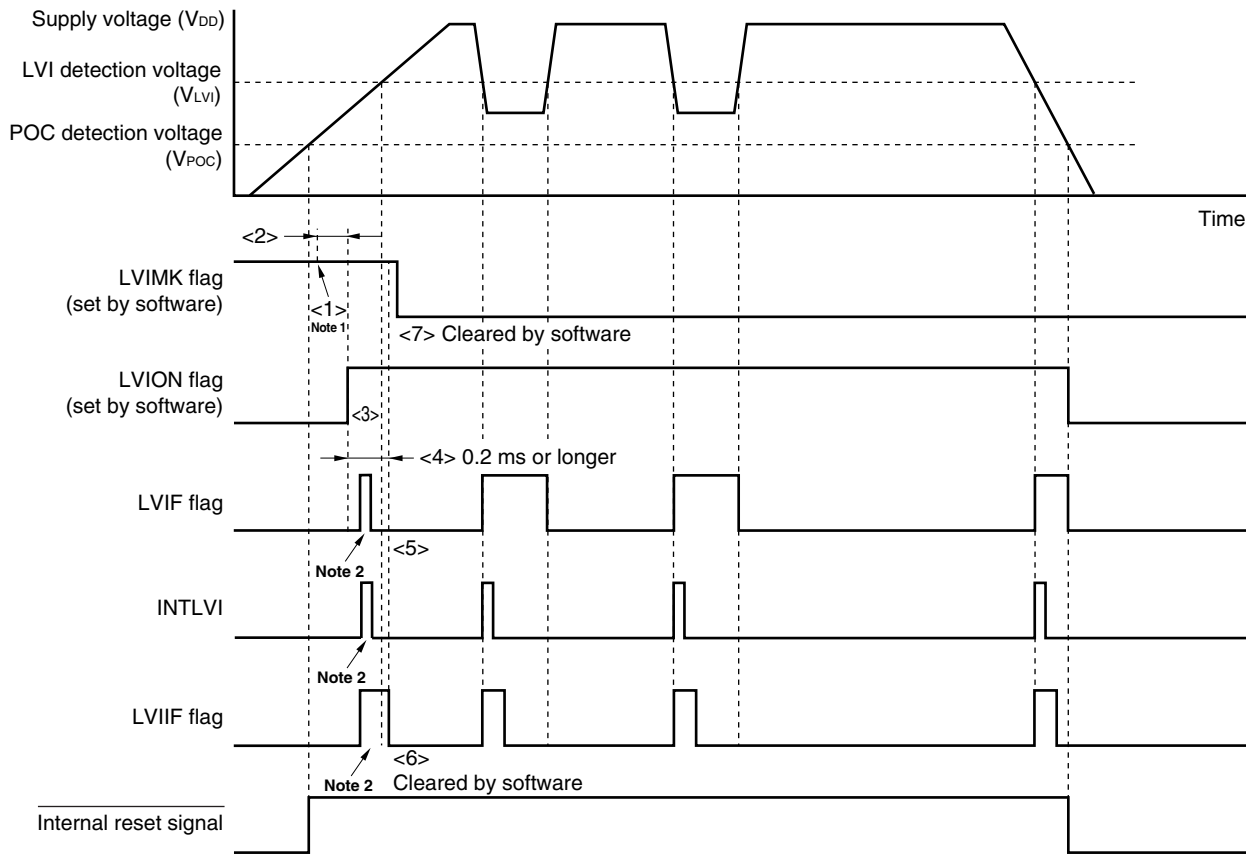 Supply voltage (VDD)
LVI detection voltage
(VLVI)
POC detection voltage
(VPOC)
Time
<2>
LVIMK flag
(set by software)
<1>
Note 1
<7> Cleared by software
LVION flag
(set by software)
<3>
<4> 0.2 ms or longer
LVIF flag
<5>
Note 2
INTLVI
Note 2
LVIIF flag
<6>
Note 2
Cleared by software
Internal reset signal